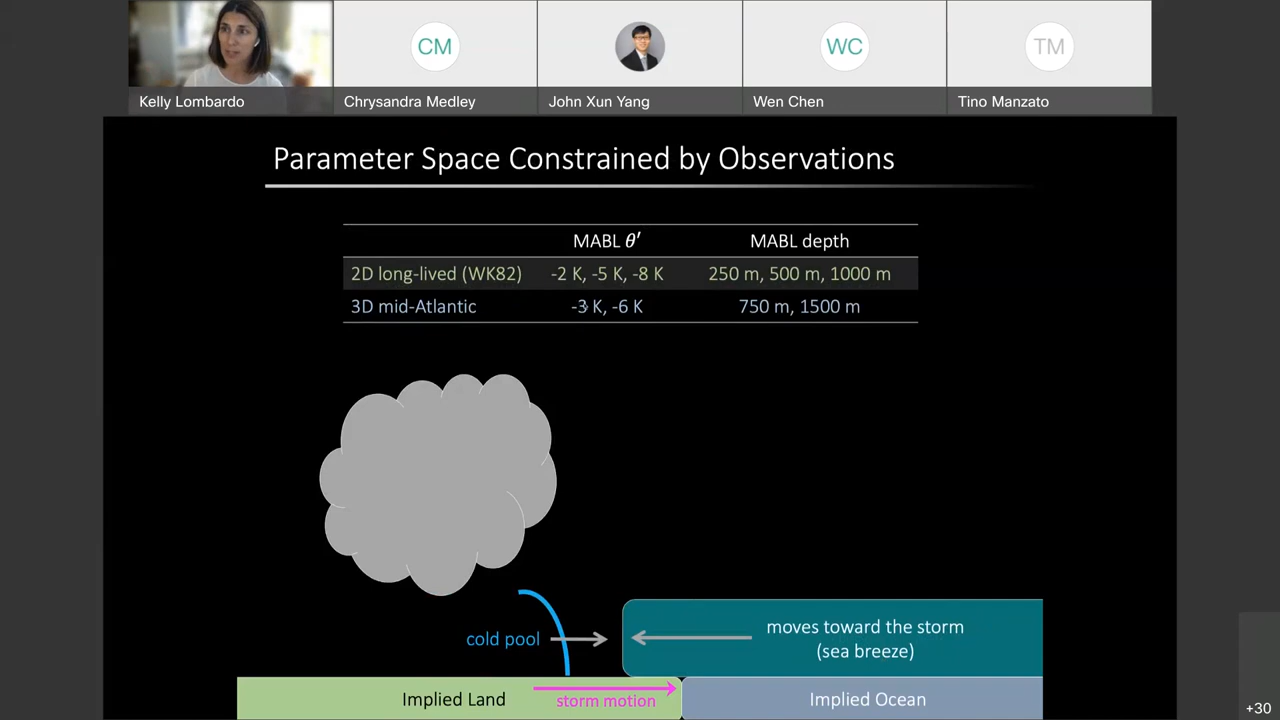 CM
WC
TM
Kelly Lombardo
Chrysandra Medley
John Xun Yang
Wen Chen
Tino Manzato
Parameter Space Constrained by Observations
MABL θ′ MABL depth
2D long-lived (WK82) -2 K, -5 K, -8 K 250 m, 500 m, 1000 m
3D mid-Atlantic -3 K, -6 K 750 m, 1500 m
cold pool
moves toward the storm
(sea breeze)
Implied Land
storm motion
Implied Ocean
+30